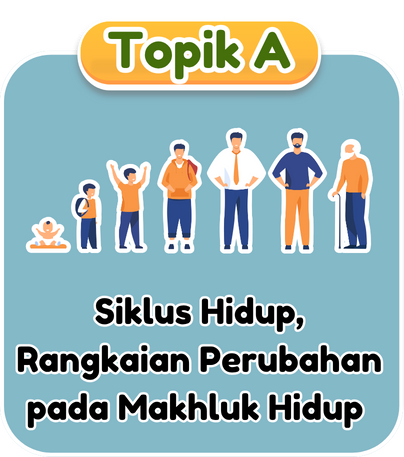 Topik A
Siklus Hidup,
Rangkaian Perubahan
pada Makhluk Hidup